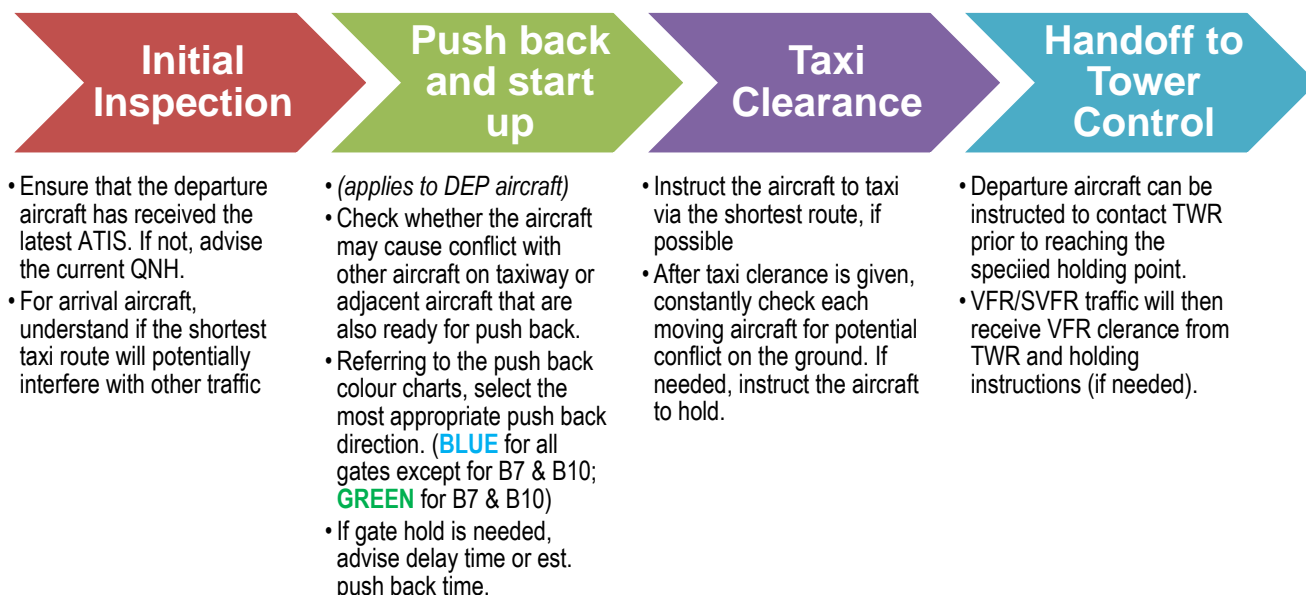 Initial
Inspection
Push back
and start
up
Taxi
Clearance
Handoff to
Tower
Control
• Ensure that the departure
aircraft has received the
latest ATIS. If not, advise
the current QNH.
• For arrival aircraft,
understand if the shortest
taxi route will potentially
interfere with other traffic
• (applies to DEP aircraft)
• Check whether the aircraft
may cause conflict with
other aircraft on taxiway or
adjacent aircraft that are
also ready for push back.
• Referring to the push back
colour charts, select the
most appropriate push back
direction. (BLUE for all
gates except for B7 & B10;
GREEN for B7 & B10)
• If gate hold is needed,
advise delay time or est.
push back time.
• Instruct the aircraft to taxi
via the shortest route, if
possible
• After taxi clerance is given,
constantly check each
moving aircraft for potential
conflict on the ground. If
needed, instruct the aircraft
to hold.
• Departure aircraft can be
instructed to contact TWR
prior to reaching the
speciied holding point.
• VFR/SVFR traffic will then
receive VFR clerance from
TWR and holding
instructions (if needed).